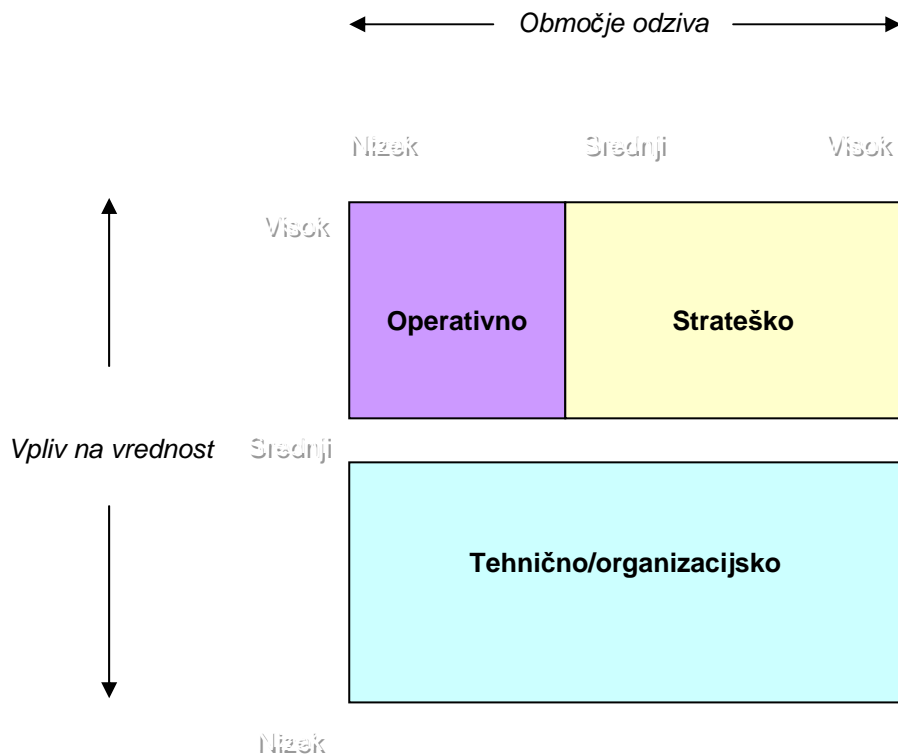 Območje odziva
Nizek Srednji Visok
Visok
Operativno Strateško
Vpliv na vrednost Srednji
Tehnično/organizacijsko
Nizek